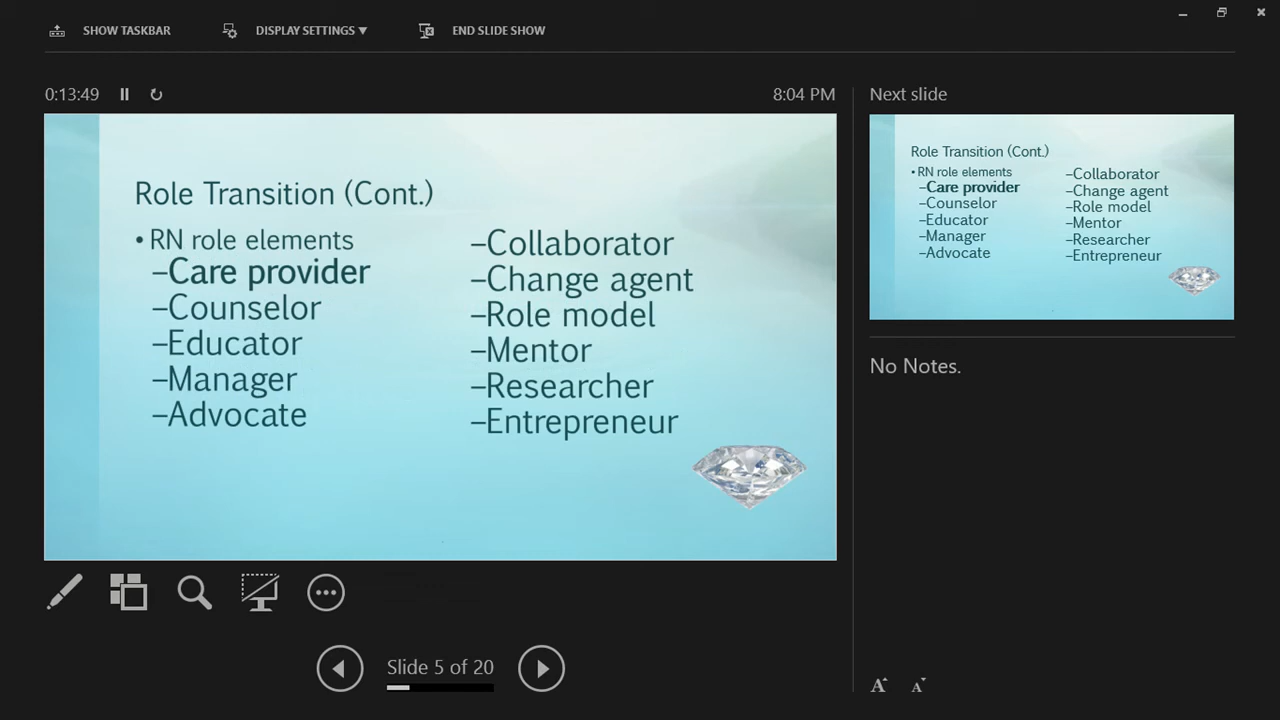 SHOW TASKBAR
DISPLAY SETTINGS ▼
END SLIDE SHOW
0:13:49
8:04 PM
Role Transition (Cont.)
• RN role elements
–Care provider
–Counselor
–Educator
–Manager
–Advocate
–Collaborator
–Change agent
–Role model
–Mentor
–Researcher
–Entrepreneur
Slide 5 of 20
Next slide
Role Transition (Cont.)
• RN role elements
–Care provider
–Counselor
–Educator
–Manager
–Advocate
–Collaborator
–Change agent
–Role model
–Mentor
–Researcher
–Entrepreneur
No Notes.
A
A